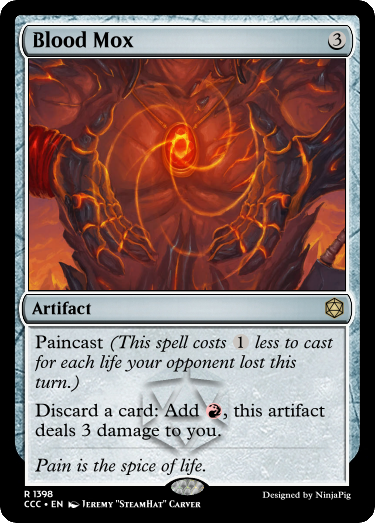 Blood Mox 3
Artifact
Paincast (This spell costs 1 less to cast
for each life your opponent lost this
turn.)
Discard a card: Add R, this artifact
deals 3 damage to you.
Pain is the spice of life.
R 1398
CCC • EN Jeremy "SteamHat" Carver
Designed by NinjaPig